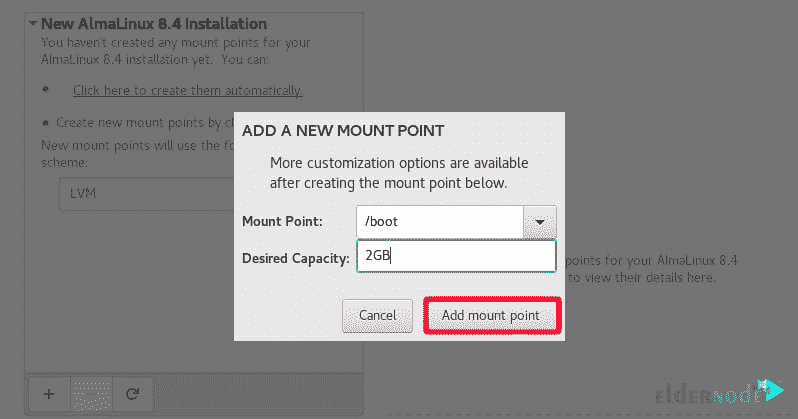 New AlmaLinux 8.4 Installation
You haven't created any mount points for your
AlmaLinux 8.4 installation yet. You can:
Click here to create them automatically.
Create new mount points by cl
New mount points will use the fo
scheme:
LVM
ADD A NEW MOUNT POINT
More customization options are available
after creating the mount point below.
Mount Point: /boot
Desired Capacity: 2GB
Cancel Add mount point
points for your AlmaLinux 8.4
to view their details here.
+ − 
elderNode